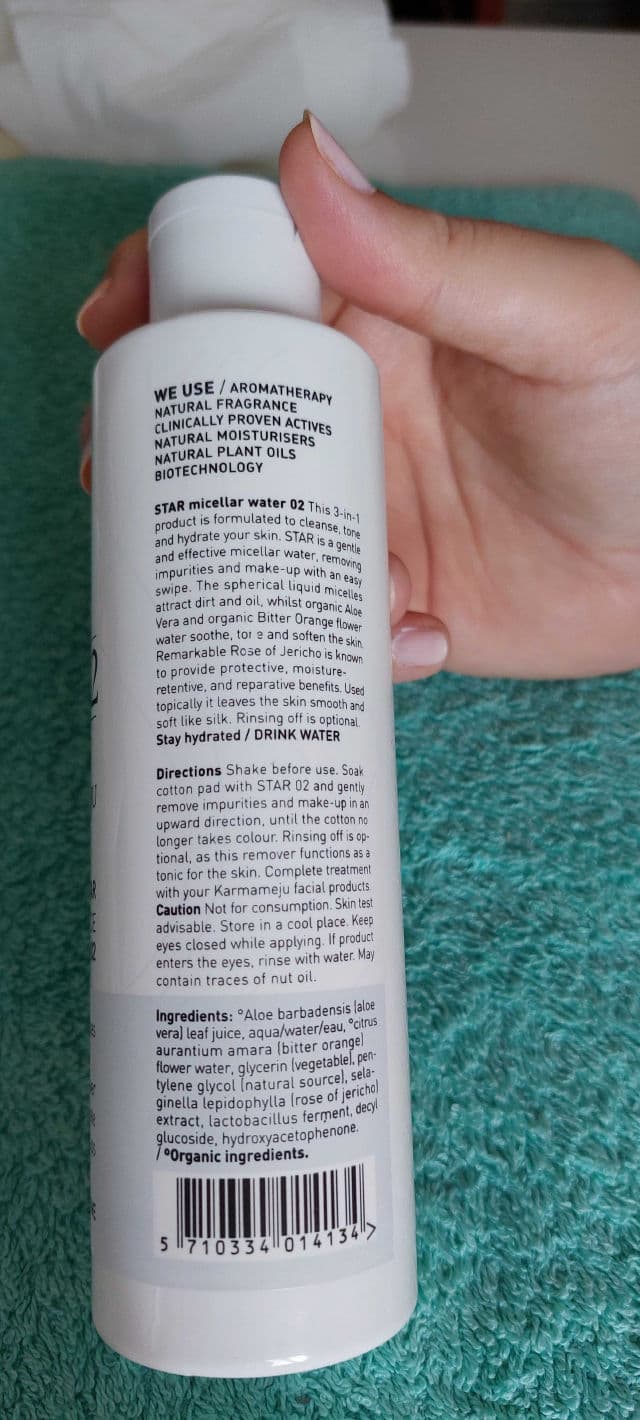 WE USE / AROMATHERAPY
NATURAL FRAGRANCE
CLINICALLY PROVEN ACTIVES
NATURAL MOISTURISERS
NATURAL PLANT OILS
BIOTECHNOLOGY
STAR micellar water 02 This 3-in-1
product is formulated to cleanse, tone
and hydrate your skin. STAR is a gentle
and effective micellar water, removing
impurities and make-up with an easy
swipe. The spherical liquid micelles
attract dirt and oil, whilst organic Aloe
Vera and organic Bitter Orange flower
water soothe, to e and soften the skin.
Remarkable Rose of Jericho is known
to provide protective, moisture-
retentive, and reparative benefits. Used
topically it leaves the skin smooth and
soft like silk. Rinsing off is optional.
Stay hydrated / DRINK WATER
Directions Shake before use. Soak
cotton pad with STAR 02 and gently
remove impurities and make-up in an
upward direction, until the cotton no
longer takes colour. Rinsing off is op-
tional, as this remover functions as a
tonic for the skin. Complete treatment
with your Karmameju facial products.
Caution Not for consumption. Skin test
advisable. Store in a cool place. Keep
eyes closed while applying. If product
enters the eyes, rinse with water. May
contain traces of nut oil.
Ingredients: °Aloe barbadensis (aloe
vera) leaf juice, aqua/water/eau, °citrus
aurantium amara (bitter orange)
flower water, glycerin (vegetable), pen-
tylene glycol (natural source), sela-
ginella lepidophylla (rose of jericho)
extract, lactobacillus ferment, decyl
glucoside, hydroxyacetophenone.
/ °Organic ingredients.
5 710334 014134 >